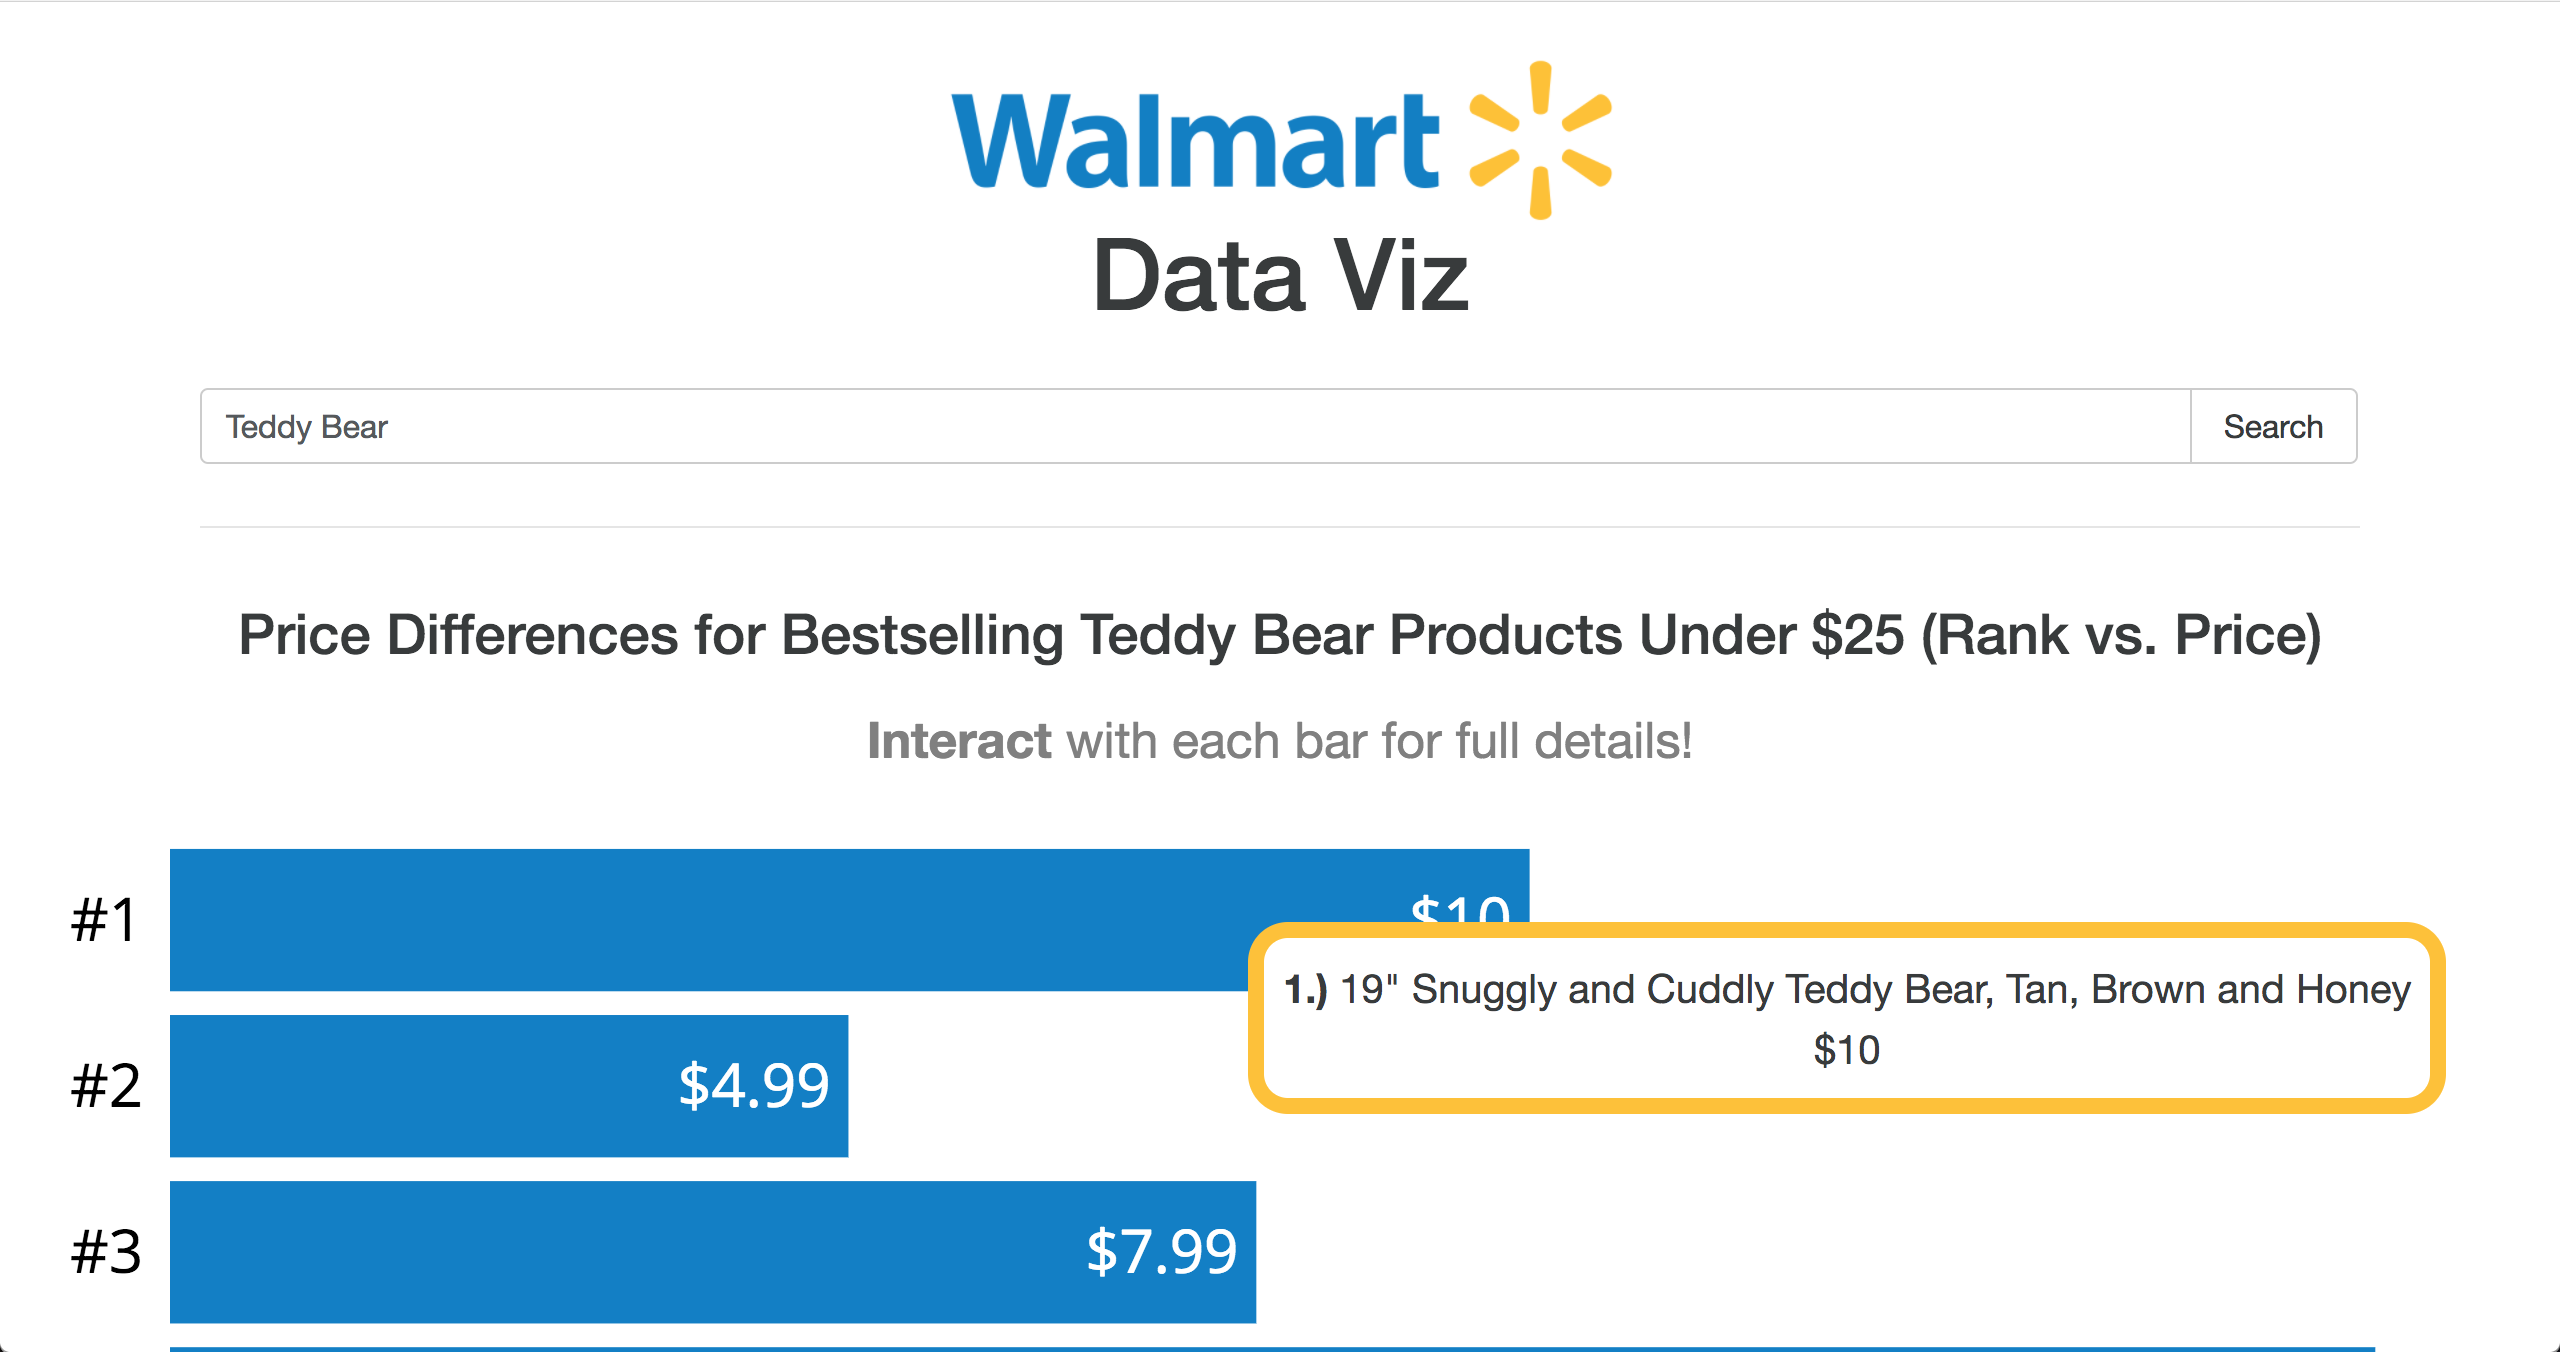 Walmart
Data Viz
Teddy Bear
Search
Price Differences for Bestselling Teddy Bear Products Under $25 (Rank vs. Price)
Interact with each bar for full details!
#1
$10
1.) 19" Snuggly and Cuddly Teddy Bear, Tan, Brown and Honey
$10
#2
$4.99
#3
$7.99